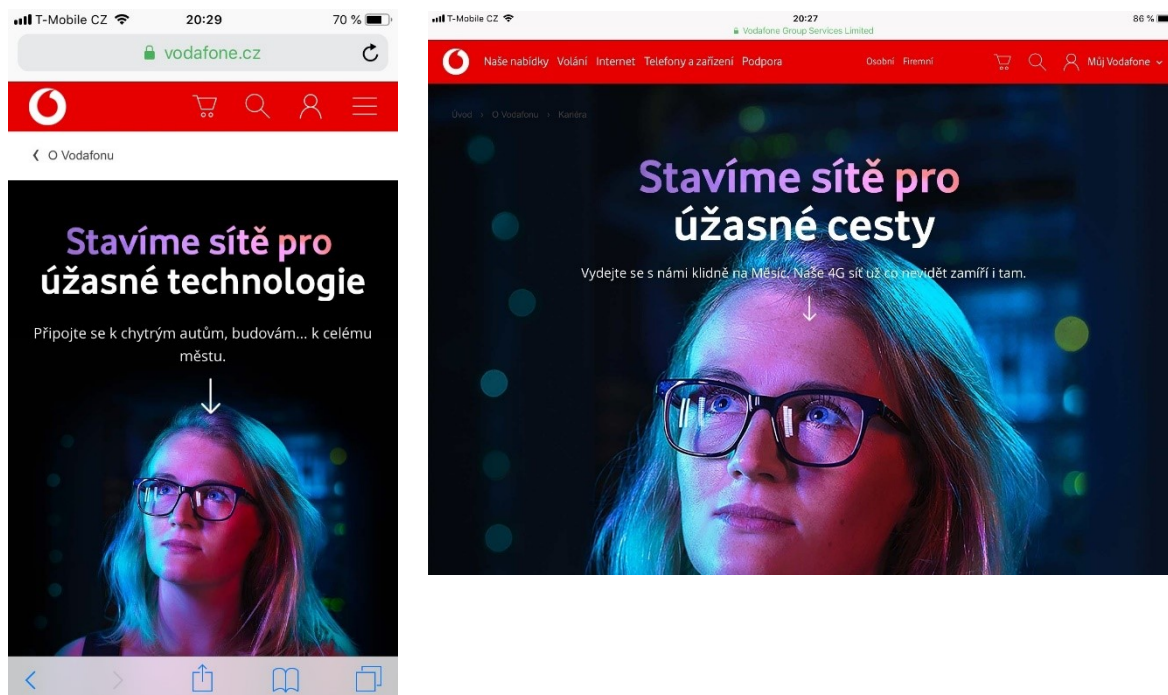 T-Mobile CZ 20:29 70 %
vodafone.cz
O Vodafonu
Stavíme sítě pro
úžasné technologie
Připojte se k chytrým autům, budovám... k celému
městu.
T-Mobile CZ 20:27 86 %
Vodafone Group Services Limited
Naše nabídky Volání Internet Telefony a zařízení Podpora Osobní Firemní Můj Vodafone
Úvod > O Vodafonu > Kariéra
Stavíme sítě pro
úžasné cesty
Vydejte se s námi klidně na Měsíc. Naše 4G síť už co nevidět zamíří i tam.